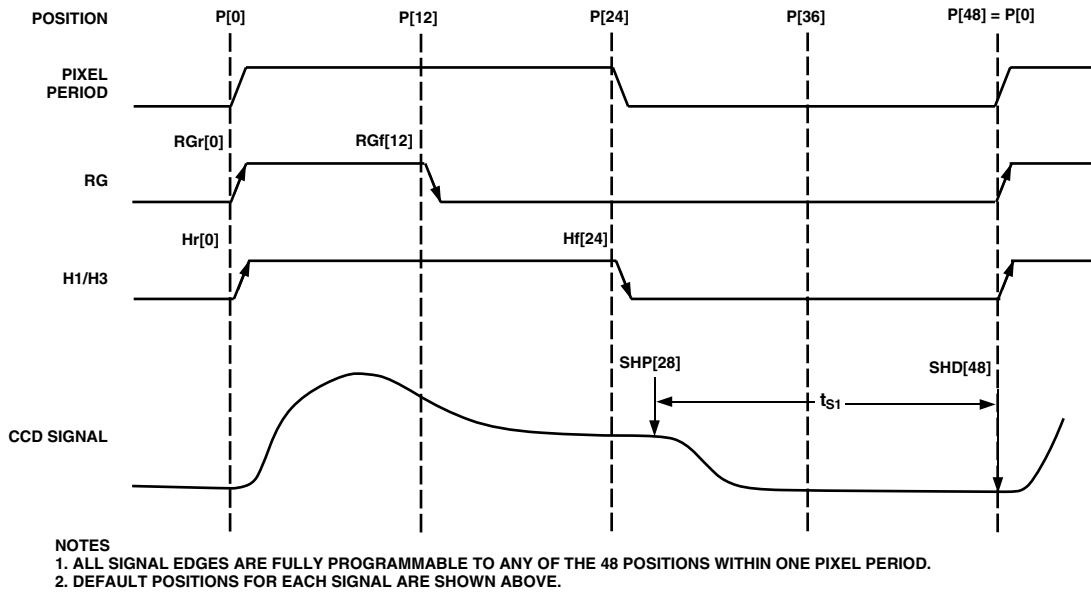 POSITION P[0] P[12] P[24] P[36] P[48] = P[0]
PIXEL
PERIOD
RGr[0] RGf[12]
RG
Hr[0] Hf[24]
H1/H3
SHP[28] SHD[48]
tS1
CCD SIGNAL
NOTES
1. ALL SIGNAL EDGES ARE FULLY PROGRAMMABLE TO ANY OF THE 48 POSITIONS WITHIN ONE PIXEL PERIOD.
2. DEFAULT POSITIONS FOR EACH SIGNAL ARE SHOWN ABOVE.